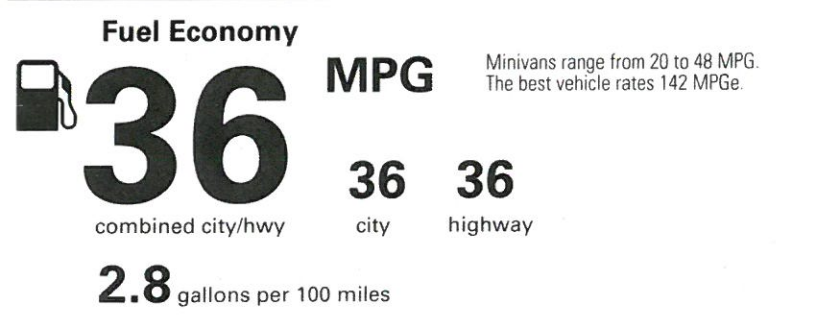 Fuel Economy
36 MPG
Minivans range from 20 to 48 MPG.
The best vehicle rates 142 MPGe.
36 36
combined city/hwy city highway
2.8 gallons per 100 miles